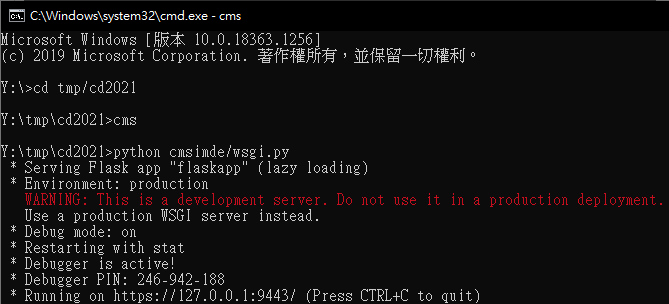 C:\Windows\system32\cmd.exe - cms
Microsoft Windows [版本 10.0.18363.1256]
(c) 2019 Microsoft Corporation. 著作權所有，並保留一切權利。
Y:\>cd tmp/cd2021
Y:\tmp\cd2021>cms
Y:\tmp\cd2021>python cmsimde/wsgi.py
* Serving Flask app "flaskapp" (lazy loading)
* Environment: production
WARNING: This is a development server. Do not use it in a production deployment.
Use a production WSGI server instead.
* Debug mode: on
* Restarting with stat
* Debugger is active!
* Debugger PIN: 246-942-188
* Running on https://127.0.0.1:9443/ (Press CTRL+C to quit)